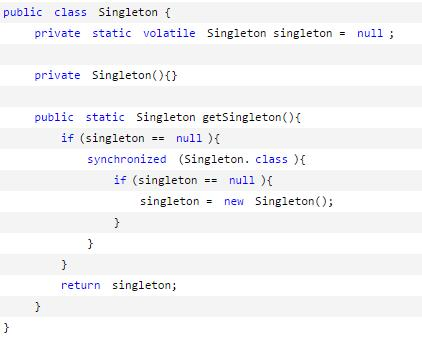 public class Singleton {
private static volatile Singleton singleton = null ;
private Singleton(){}
public static Singleton getSingleton(){
if (singleton == null ){
synchronized (Singleton. class ){
if (singleton == null ){
singleton = new Singleton();
}
}
}
return singleton;
}
}